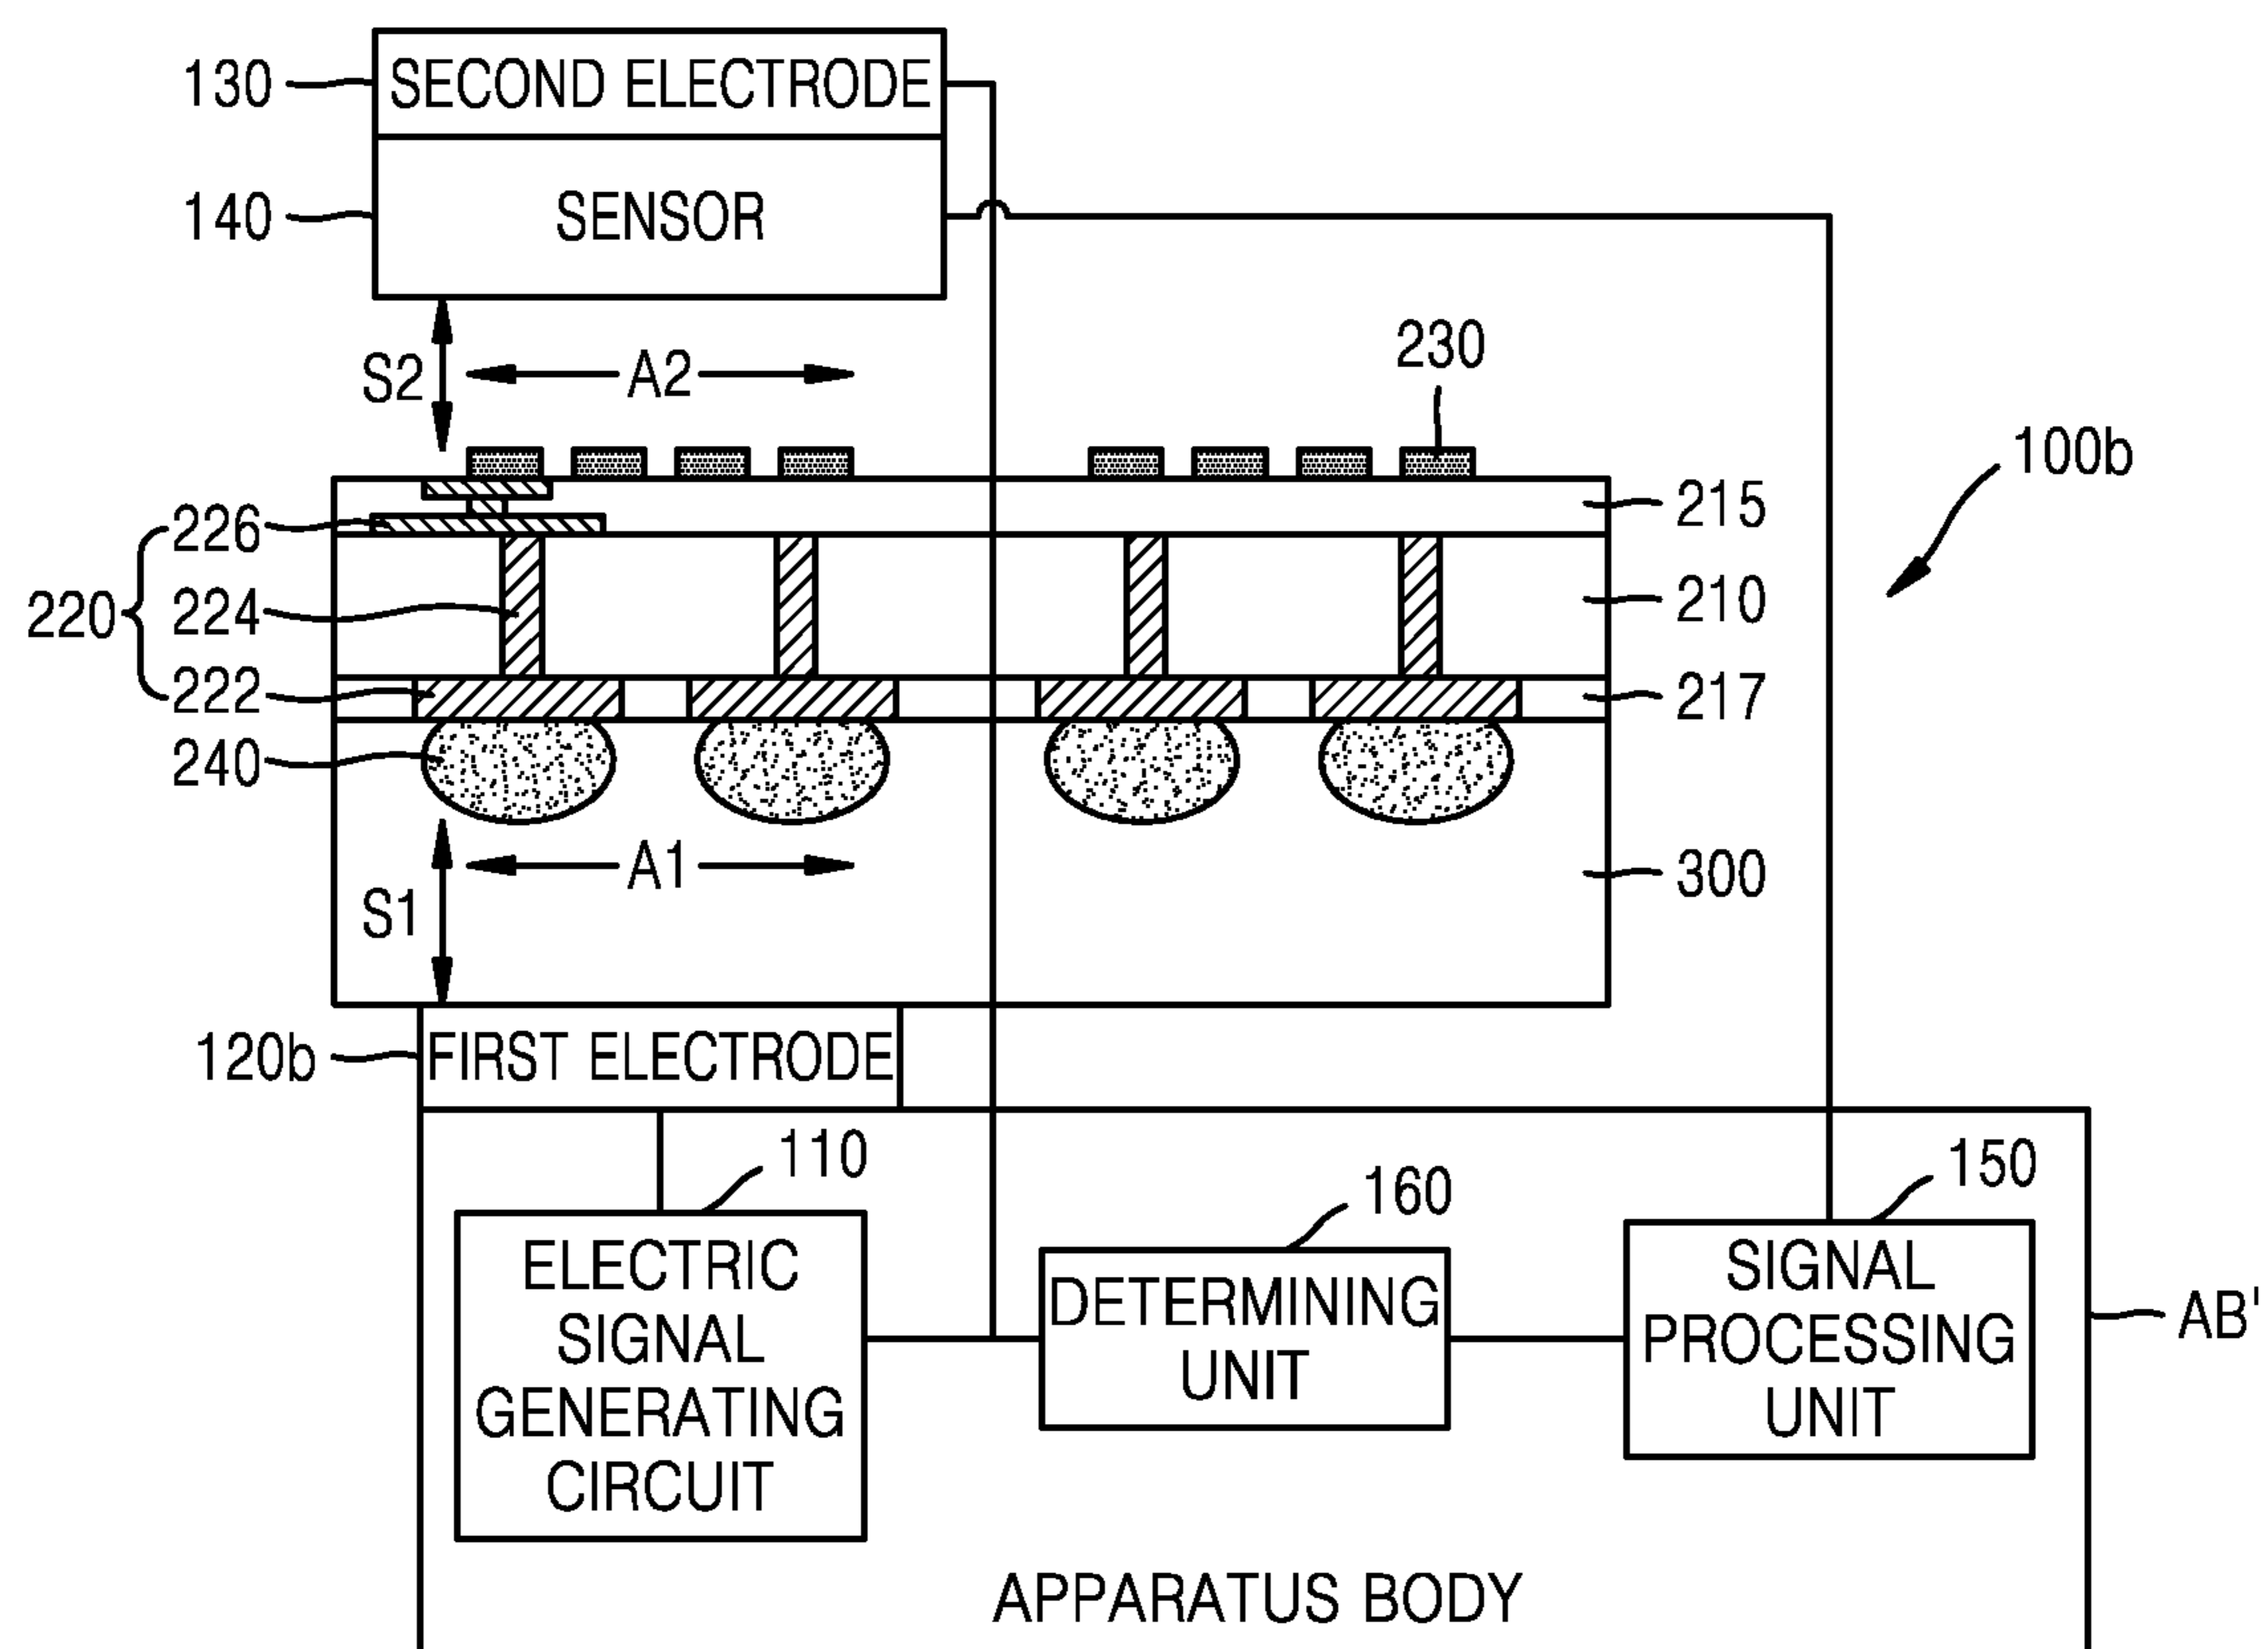 130
SECOND ELECTRODE
140
SENSOR
S2
A2
230
100b
226
215
220
224
210
222
217
240
A1
S1
300
120b
FIRST ELECTRODE
110
160
150
ELECTRIC
SIGNAL
GENERATING
CIRCUIT
DETERMINING
UNIT
SIGNAL
PROCESSING
UNIT
AB'
APPARATUS BODY